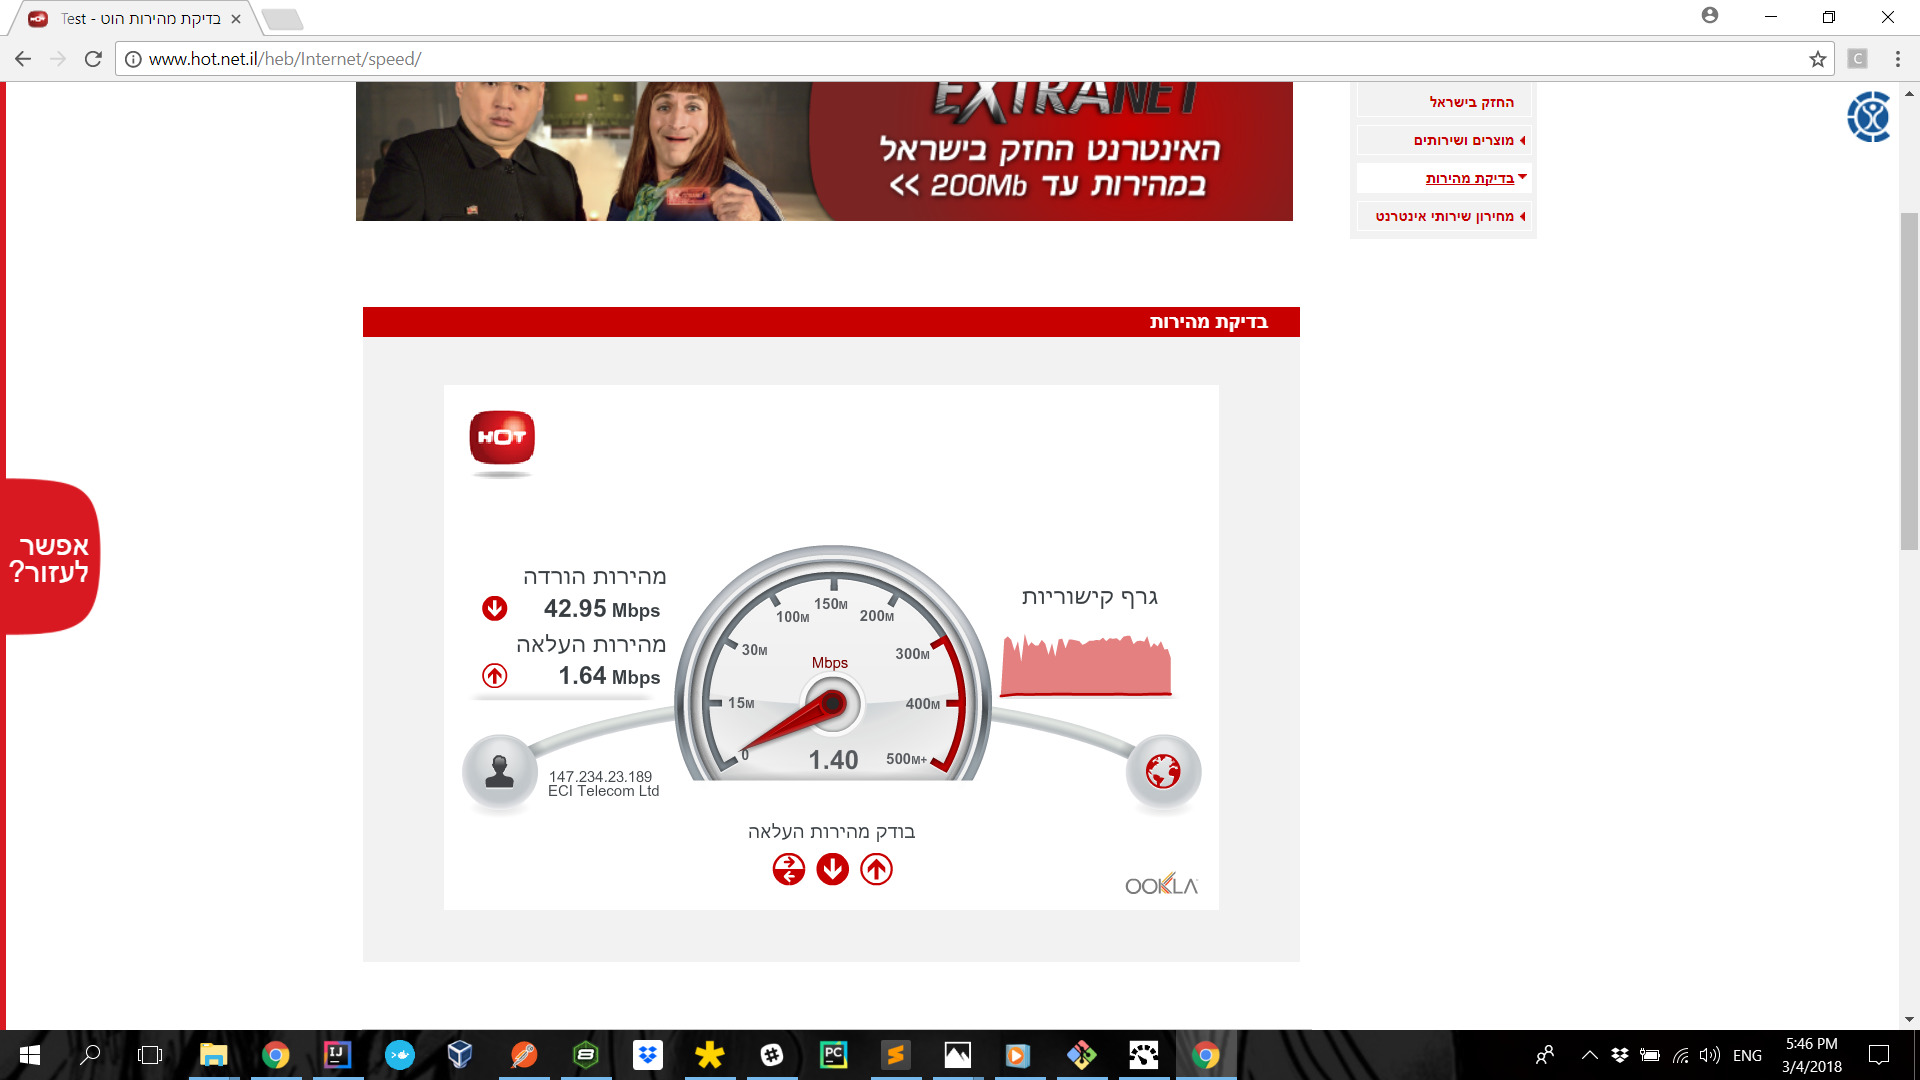 Test - בדיקת מהירות הוט
www.hot.net.il/heb/Internet/speed/
EXTRANET
האינטרנט החזק בישראל
במהירות עד 200Mb >>
החזק בישראל
מוצרים ושירותים
בדיקת מהירות
מחירון שירותי אינטרנט
בדיקת מהירות
HOT
אפשר
לעזור?
מהירות הורדה
42.95 Mbps
מהירות העלאה
1.64 Mbps
147.234.23.189
ECI Telecom Ltd
0
15M
30M
100M
150M
200M
300M
400M
500M+
Mbps
1.40
גרף קישוריות
בודק מהירות העלאה
OOKLA
C
IJ
8
PC
ENG
5:46 PM
3/4/2018